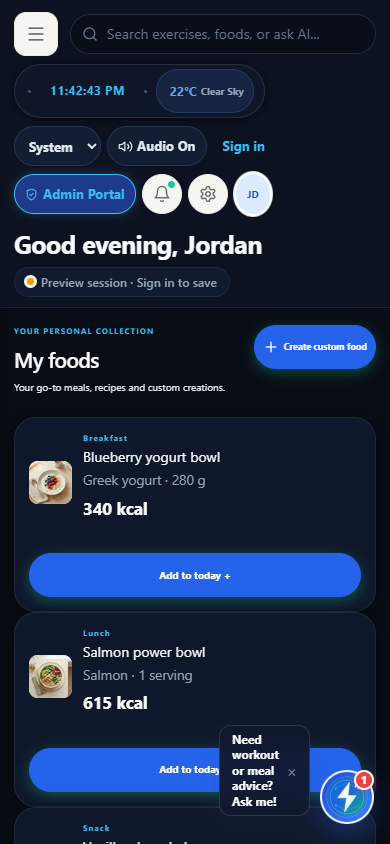 Search exercises, foods, or ask AI...
11:42:43 PM
22°C Clear Sky
System
Audio On
Sign in
Admin Portal
JD
Good evening, Jordan
Preview session · Sign in to save
YOUR PERSONAL COLLECTION
My foods
Your go-to meals, recipes and custom creations.
Create custom food
Breakfast
Blueberry yogurt bowl
Greek yogurt · 280 g
340 kcal
Add to today +
Lunch
Salmon power bowl
Salmon · 1 serving
615 kcal
Add to today
Need
workout
or meal
advice?
Ask me!
×
1
Snack